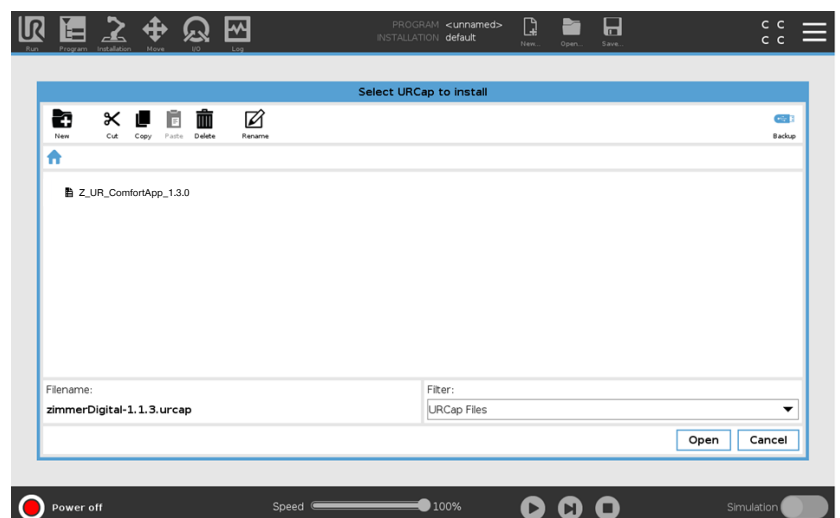 UR
PROGRAM <unnamed>
INSTALLATION default
Run Program Installation Move I/O Log New... Open... Save...
C C
C C
Select URCap to install
New Cut Copy Paste Delete Rename Backup
Z_UR_ComfortApp_1.3.0
Filename: Filter:
zimmerDigital-1.1.3.urcap URCap Files
Open Cancel
Power off Speed 100% Simulation